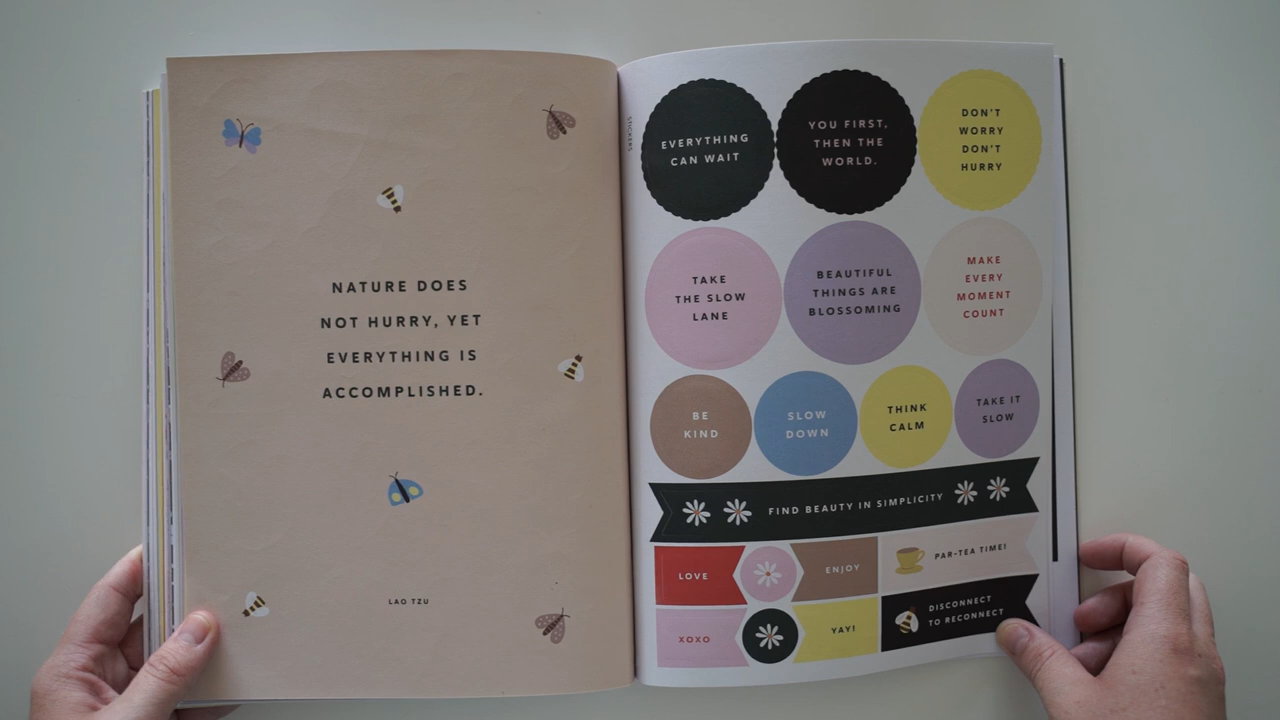 NATURE DOES
NOT HURRY, YET
EVERYTHING IS
ACCOMPLISHED.
LAO TZU
STICKERS
EVERYTHING
CAN WAIT
YOU FIRST,
THEN THE
WORLD.
DON'T
WORRY
DON'T
HURRY
TAKE
THE SLOW
LANE
BEAUTIFUL
THINGS ARE
BLOSSOMING
MAKE
EVERY
MOMENT
COUNT
BE
KIND
SLOW
DOWN
THINK
CALM
TAKE IT
SLOW
FIND BEAUTY IN SIMPLICITY
LOVE
ENJOY
PAR-TEA TIME!
XOXO
YAY!
DISCONNECT
TO RECONNECT